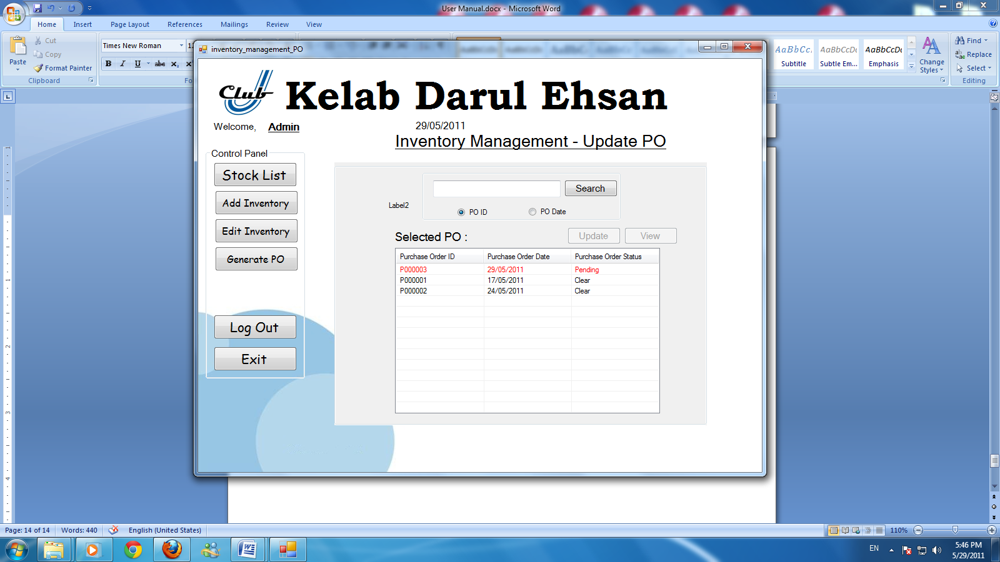 User Manual.docx - Microsoft Word
Home Insert Page Layout References Mailings Review View
Paste
Cut
Copy
Format Painter
Clipboard
Times New Roman
B I U abc X₂
inventory_management_PO
AaBbCc. AaBbCcDc AaBbCcDc
Subtitle Subtle Em... Emphasis
Change Styles
Find
Replace
Select
Editing
Club
Kelab Darul Ehsan
Welcome, Admin
29/05/2011
Inventory Management - Update PO
Control Panel
Stock List
Add Inventory
Edit Inventory
Generate PO
Log Out
Exit
Search
Label2
PO ID PO Date
Selected PO :
Update View
Purchase Order ID Purchase Order Date Purchase Order Status
P000003 29/05/2011 Pending
P000001 17/05/2011 Clear
P000002 24/05/2011 Clear
Page: 14 of 14 Words: 440 English (United States)
110%
EN
5:46 PM
5/29/2011